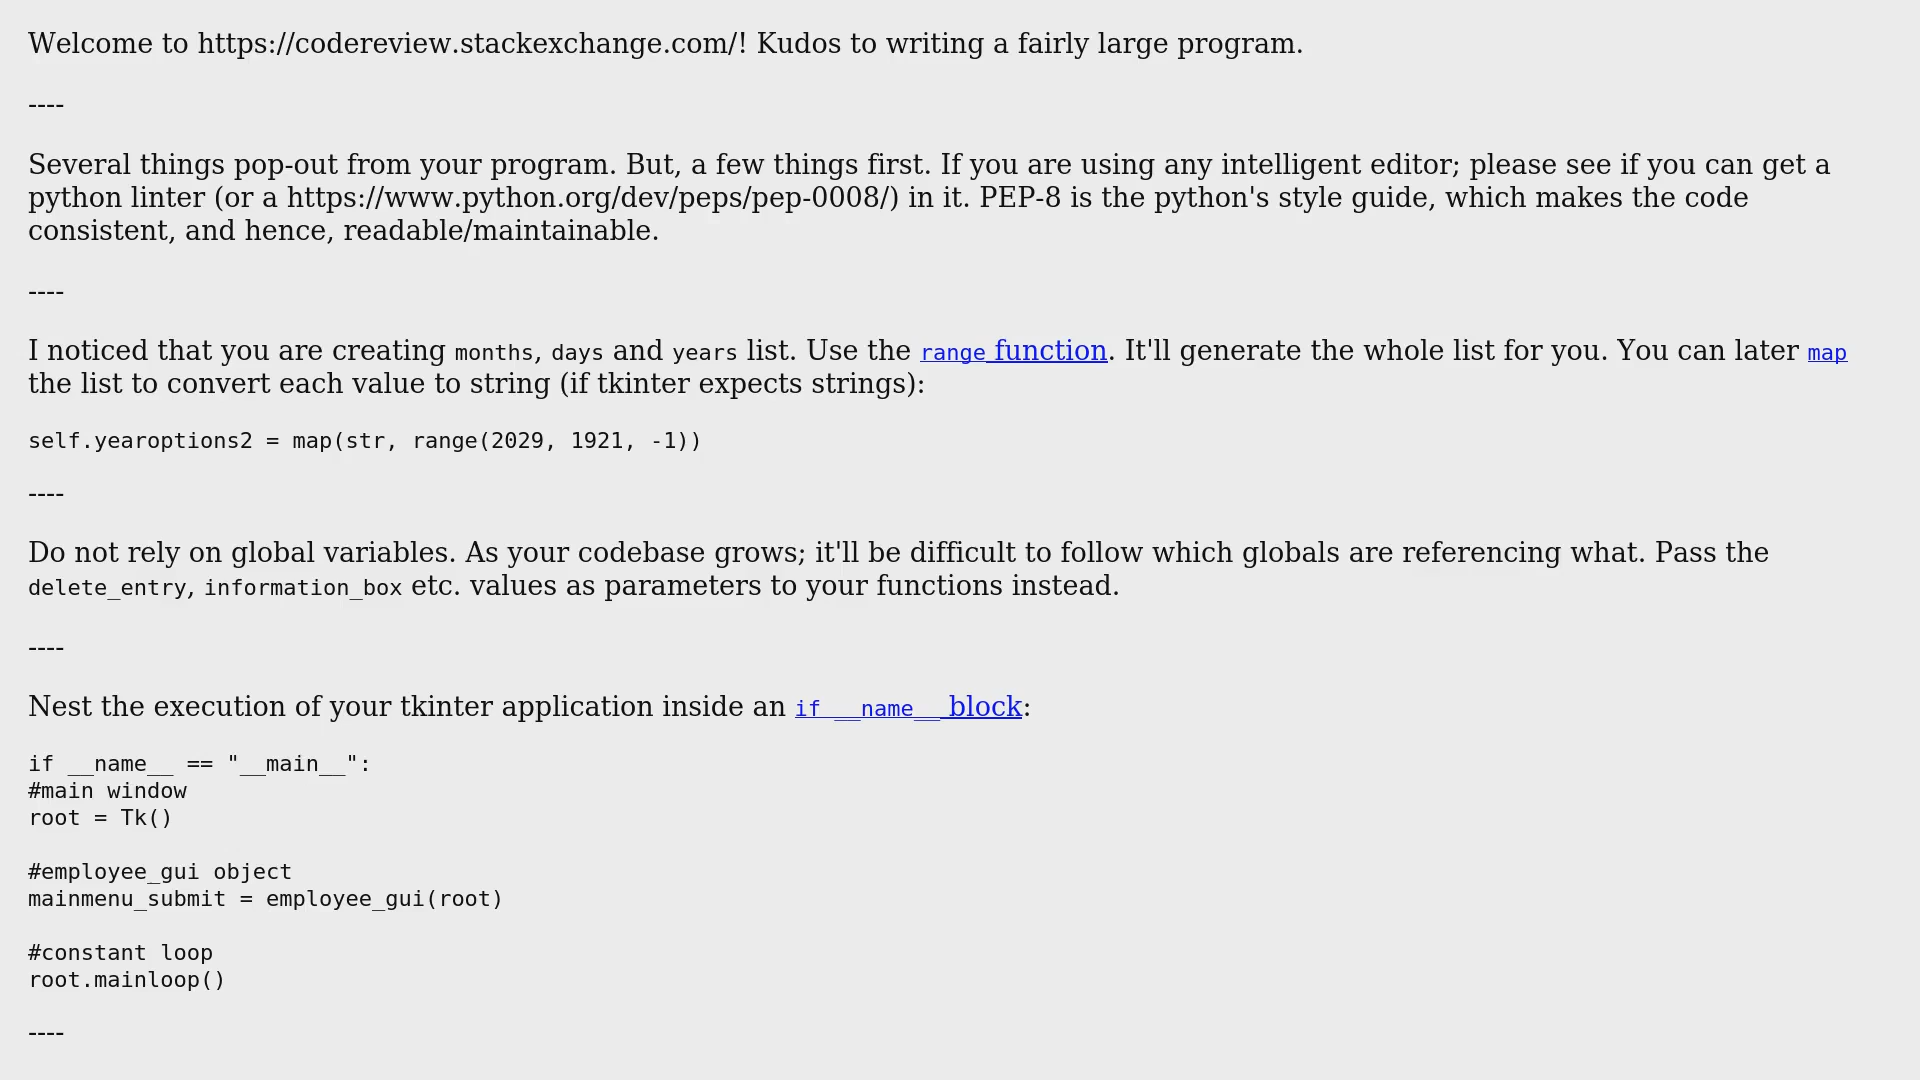 Welcome to https://codereview.stackexchange.com/! Kudos to writing a fairly large program.
----
Several things pop-out from your program. But, a few things first. If you are using any intelligent editor; please see if you can get a
python linter (or a https://www.python.org/dev/peps/pep-0008/) in it. PEP-8 is the python's style guide, which makes the code
consistent, and hence, readable/maintainable.
----
I noticed that you are creating months, days and years list. Use the range function. It'll generate the whole list for you. You can later map
the list to convert each value to string (if tkinter expects strings):
self.yearoptions2 = map(str, range(2029, 1921, -1))
----
Do not rely on global variables. As your codebase grows; it'll be difficult to follow which globals are referencing what. Pass the
delete_entry, information_box etc. values as parameters to your functions instead.
----
Nest the execution of your tkinter application inside an if __name__ block:
if __name__ == "__main__":
#main window
root = Tk()
#employee_gui object
mainmenu_submit = employee_gui(root)
#constant loop
root.mainloop()
----